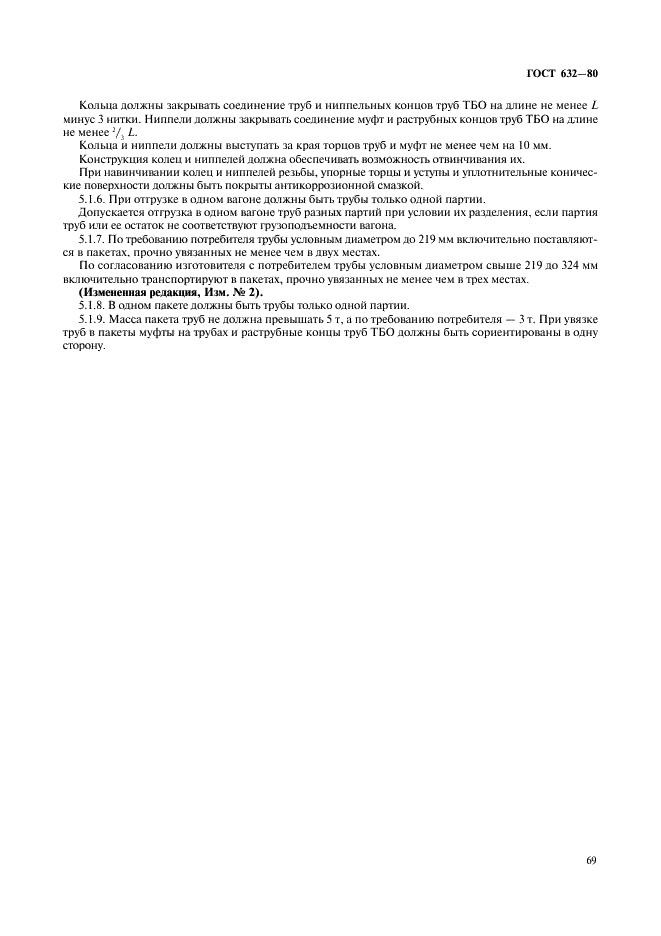 ГОСТ 632—80
Кольца должны закрывать соединение труб и ниппельных концов труб ТБО на длине не менее L
минус 3 нитки. Ниппели должны закрывать соединение муфт и раструбных концов труб ТБО на длине
не менее 2/3 L.
Кольца и ниппели должны выступать за края торцов труб и муфт не менее чем на 10 мм.
Конструкция колец и ниппелей должна обеспечивать возможность отвинчивания их.
При навинчивании колец и ниппелей резьбы, упорные торцы и уступы и уплотнительные коничес-
кие поверхности должны быть покрыты антикоррозионной смазкой.
5.1.6. При отгрузке в одном вагоне должны быть трубы только одной партии.
Допускается отгрузка в одном вагоне труб разных партий при условии их разделения, если партия
труб или ее остаток не соответствуют грузоподъемности вагона.
5.1.7. По требованию потребителя трубы условным диаметром до 219 мм включительно поставляют-
ся в пакетах, прочно увязанных не менее чем в двух местах.
По согласованию изготовителя с потребителем трубы условным диаметром свыше 219 до 324 мм
включительно транспортируют в пакетах, прочно увязанных не менее чем в трех местах.
(Измененная редакция, Изм. № 2).
5.1.8. В одном пакете должны быть трубы только одной партии.
5.1.9. Масса пакета труб не должна превышать 5 т, а по требованию потребителя — 3 т. При увязке
труб в пакеты муфты на трубах и раструбные концы труб ТБО должны быть сориентированы в одну
сторону.
69